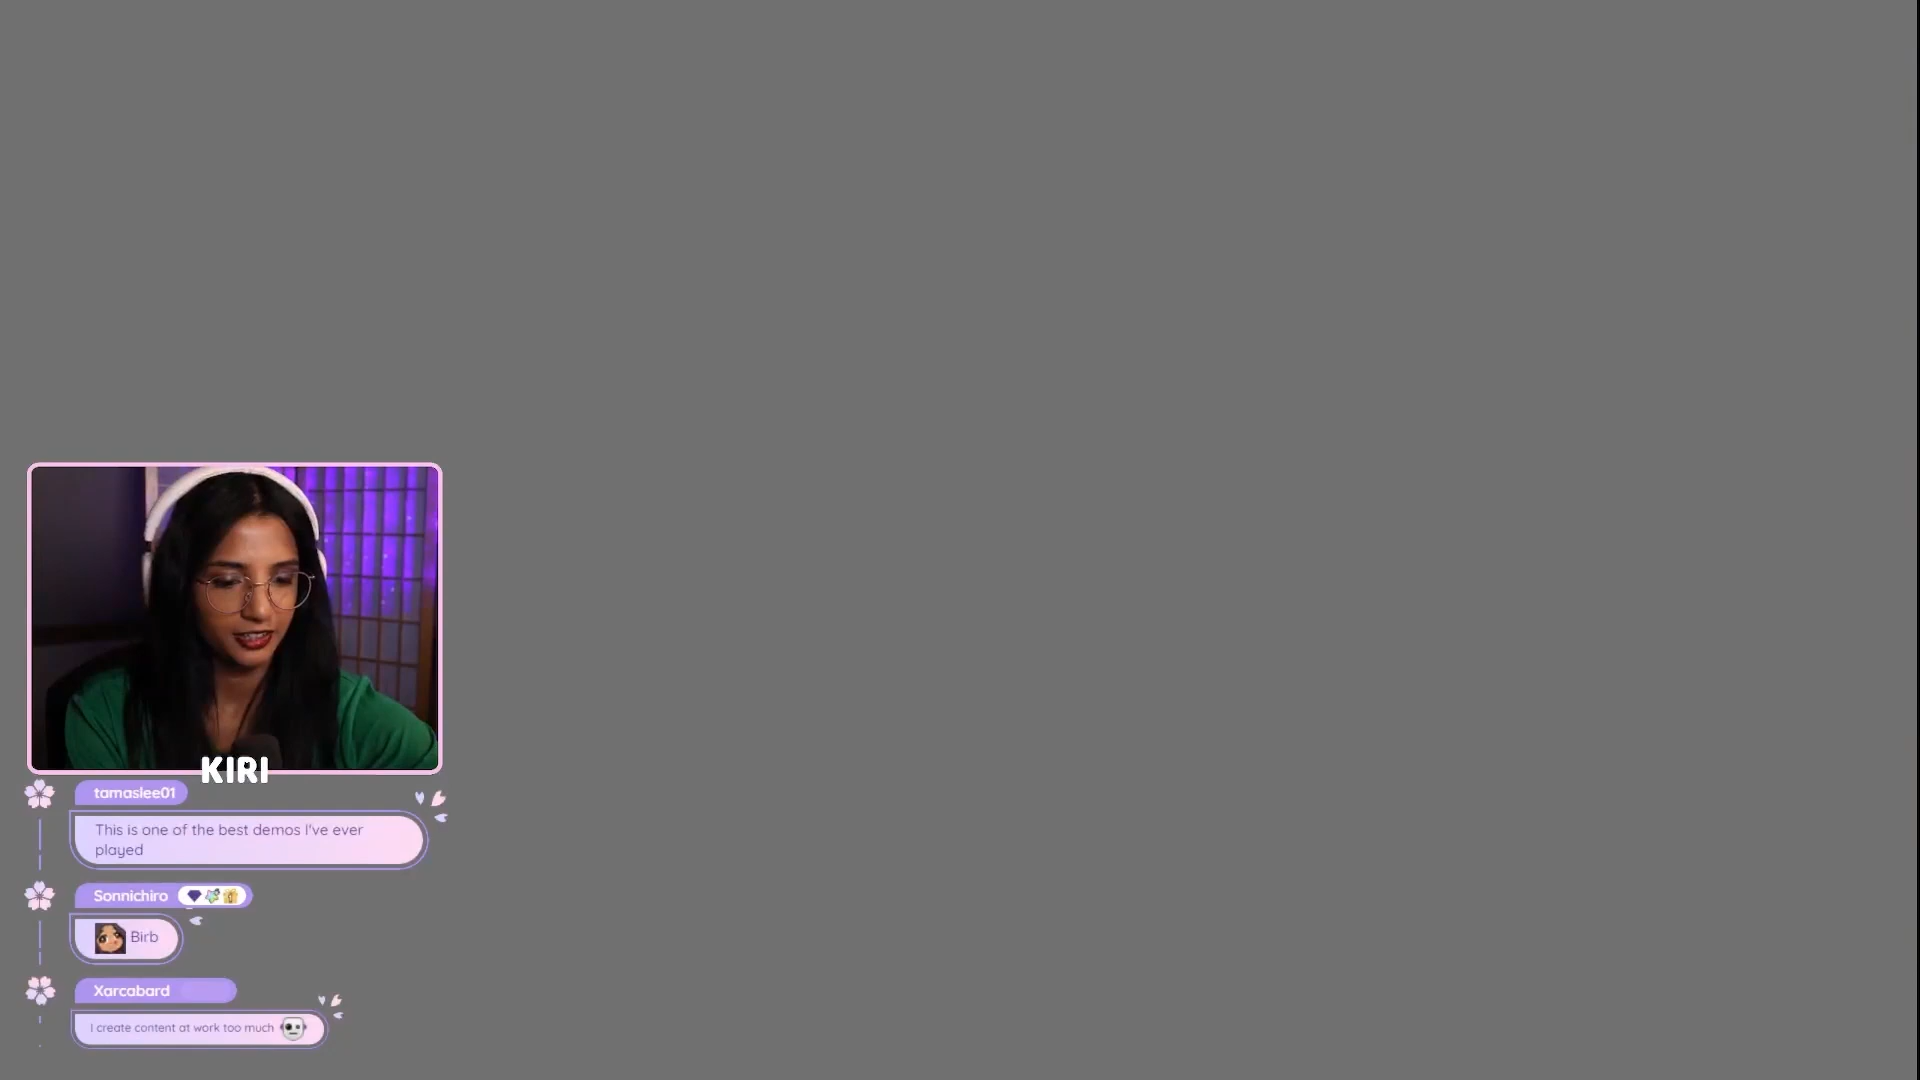 KIRI
tamaslee01
This is one of the best demos I've ever
played
Sonnichiro
Birb
Xarcabard
I create content at work too much